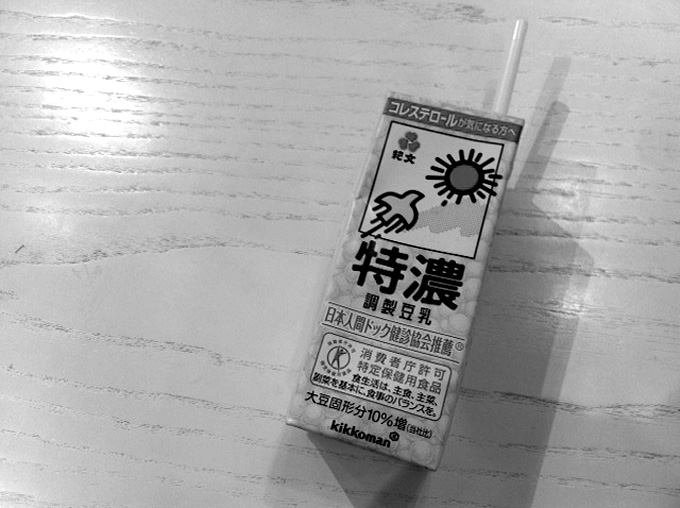 コレステロールが気になる方へ
紀文
特濃
調製豆乳
日本人間ドック健診協会推薦®
消費者庁許可
特定保健用食品
食生活は、主食、主菜、
副菜を基本に、食事のバランスを。
大豆固形分10%増(当社比)
kikkoman®